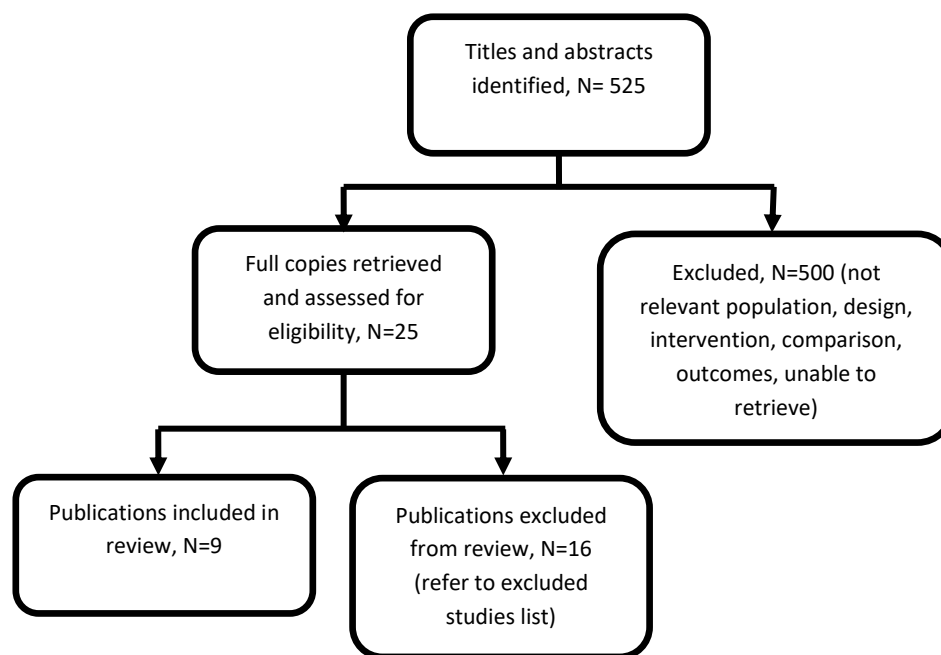 Titles and abstracts
identified, N= 525
Full copies retrieved
and assessed for
eligibility, N=25
Excluded, N=500 (not
relevant population, design,
intervention, comparison,
outcomes, unable to
retrieve)
Publications included in
review, N=9
Publications excluded
from review, N=16
(refer to excluded
studies list)